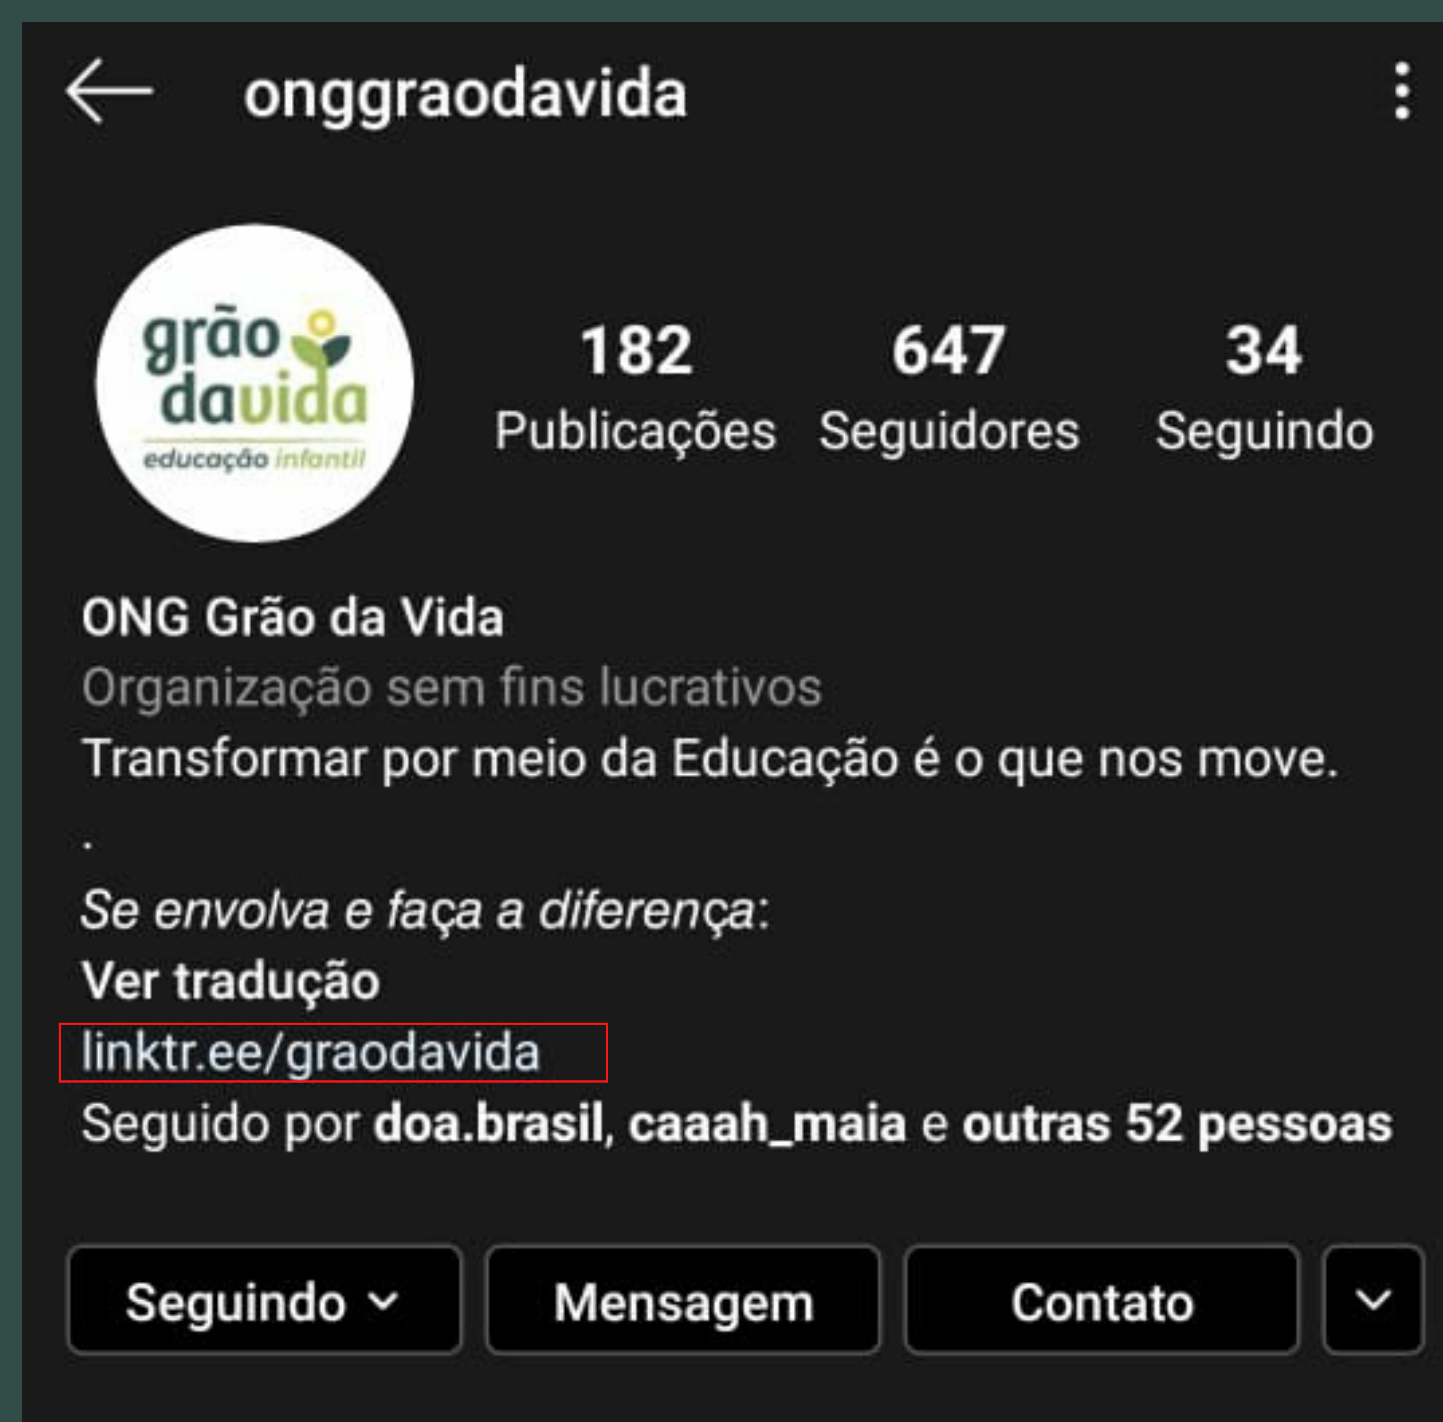 onggraodavida
grão
davida
educação infantil
182 647 34
Publicações Seguidores Seguindo
ONG Grão da Vida
Organização sem fins lucrativos
Transformar por meio da Educação é o que nos move.
.
Se envolva e faça a diferença:
Ver tradução
linktr.ee/graodavida
Seguido por doa.brasil, caaah_maia e outras 52 pessoas
Seguindo Mensagem Contato